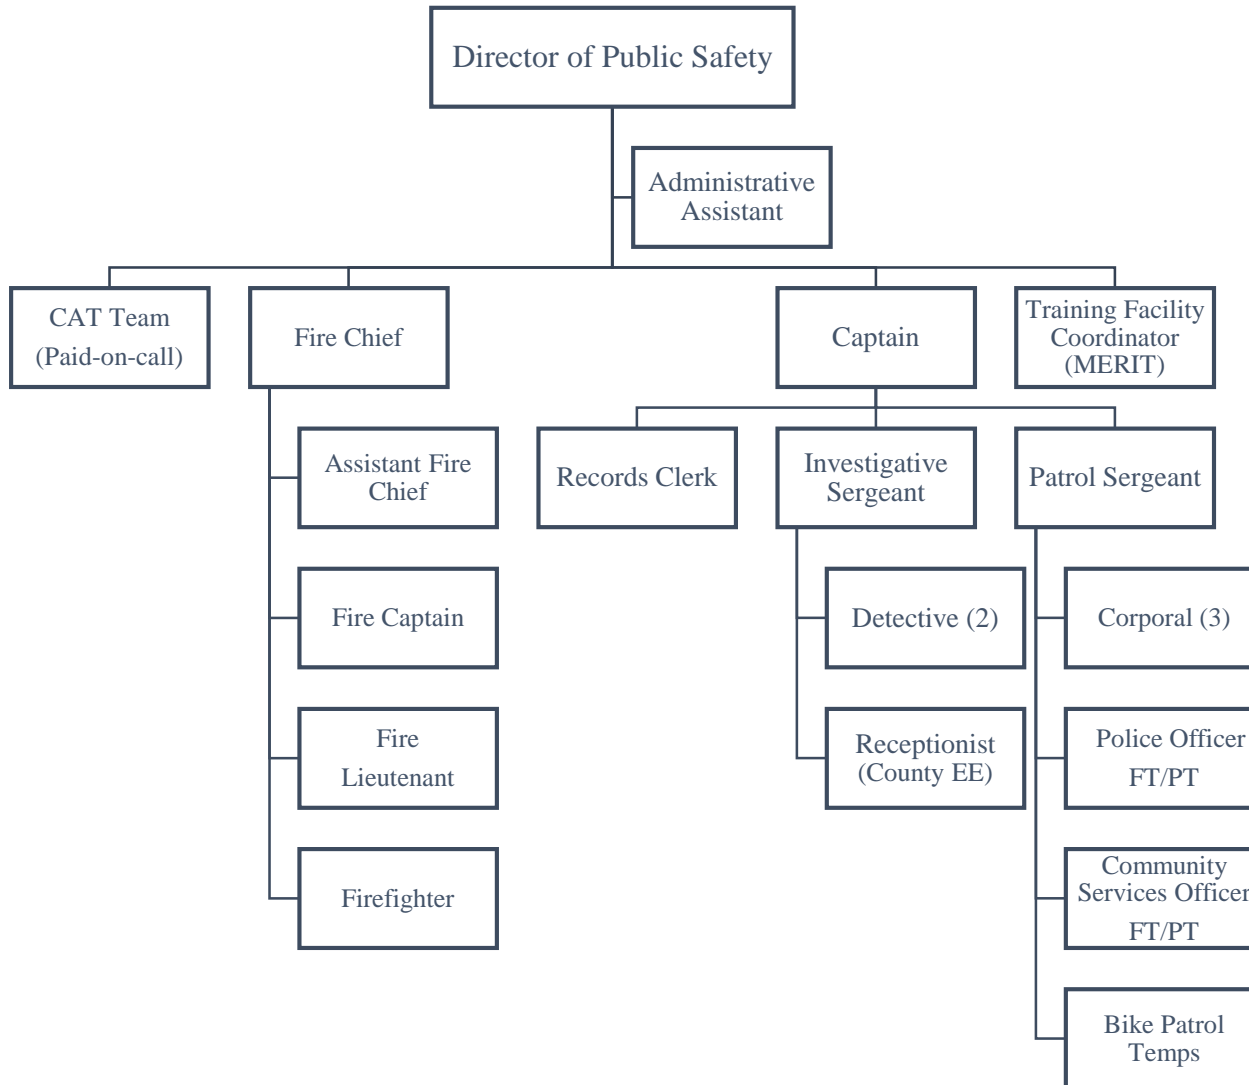 Director of Public Safety
Administrative
Assistant
CAT Team
(Paid-on-call)
Fire Chief
Captain
Training Facility
Coordinator
(MERIT)
Assistant Fire
Chief
Records Clerk
Investigative
Sergeant
Patrol Sergeant
Fire Captain
Detective (2)
Corporal (3)
Fire
Lieutenant
Receptionist
(County EE)
Police Officer
FT/PT
Firefighter
Community
Services Officer
FT/PT
Bike Patrol
Temps